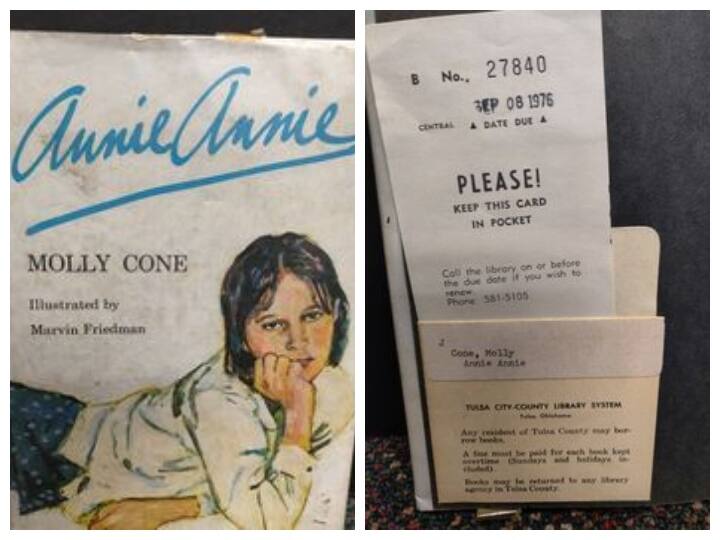 Annie Annie
MOLLY CONE
Illustrated by
Marvin Friedman
B No. 27840
SEP 08 1976
CENTRAL ▲ DATE DUE ▲
PLEASE!
KEEP THIS CARD
IN POCKET
Call the library on or before
the due date if you wish to
renew.
Phone 581-5105
J
Cone, Molly
Annie Annie
TULSA CITY-COUNTY LIBRARY SYSTEM
Tulsa, Oklahoma
Any resident of Tulsa County may bor-
row books.
A fine must be paid for each book kept
overtime (Sundays and holidays in-
cluded).
Books may be returned to any library
agency in Tulsa County.